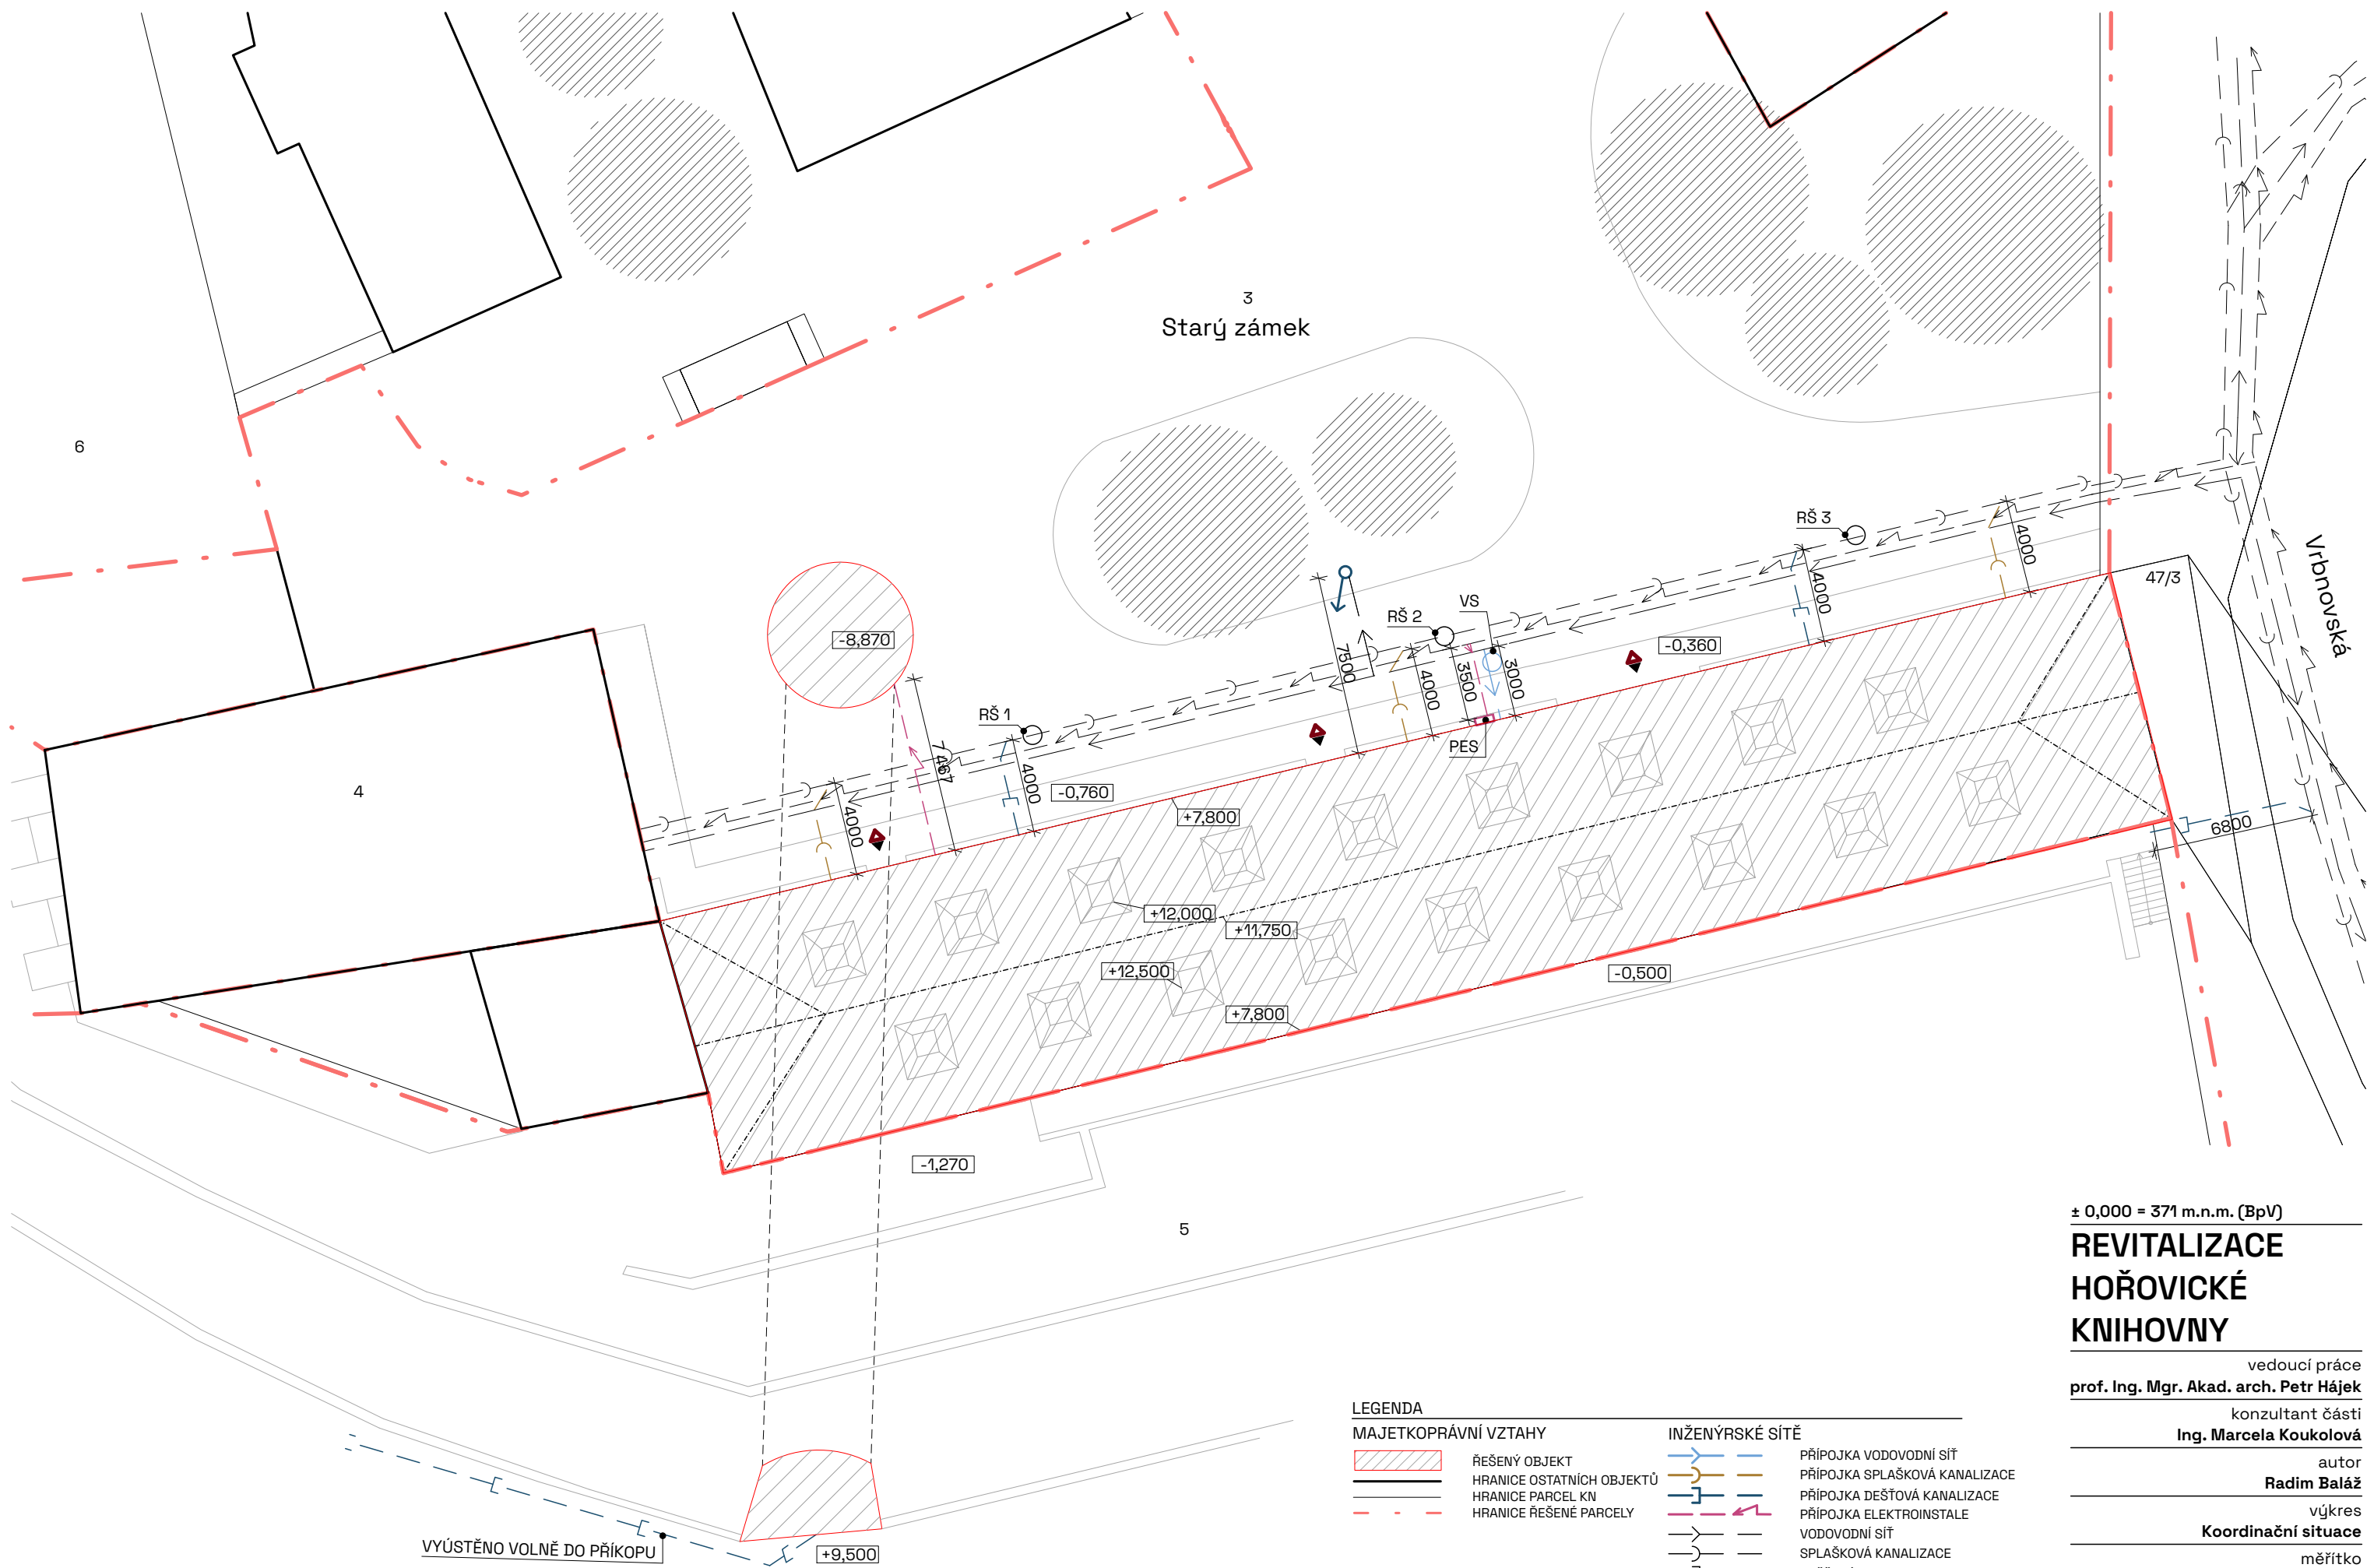 3
Starý zámek
6
RŠ 3
4000
47/3
Vrbnovská
VS
RŠ 2
4000
-8,870
7500
4000
3500
3000
-0,360
RŠ 1
PES
7 467
4000
4
-0,760
4000
+7,800
6800
+12,000
+11,750
+12,500
-0,500
+7,800
-1,270
5
VYÚSTĚNO VOLNĚ DO PŘÍKOPU
+9,500
LEGENDA
MAJETKOPRÁVNÍ VZTAHY
ŘEŠENÝ OBJEKT
HRANICE OSTATNÍCH OBJEKTŮ
HRANICE PARCEL KN
HRANICE ŘEŠENÉ PARCELY
INŽENÝRSKÉ SÍTĚ
PŘÍPOJKA VODOVODNÍ SÍŤ
PŘÍPOJKA SPLAŠKOVÁ KANALIZACE
PŘÍPOJKA DEŠŤOVÁ KANALIZACE
PŘÍPOJKA ELEKTROINSTALE
VODOVODNÍ SÍŤ
SPLAŠKOVÁ KANALIZACE
± 0,000 = 371 m.n.m. (BpV)
REVITALIZACE
HOŘOVICKÉ
KNIHOVNY
vedoucí práce
prof. Ing. Mgr. Akad. arch. Petr Hájek
konzultant části
Ing. Marcela Koukolová
autor
Radim Baláž
výkres
Koordinační situace
měřítko